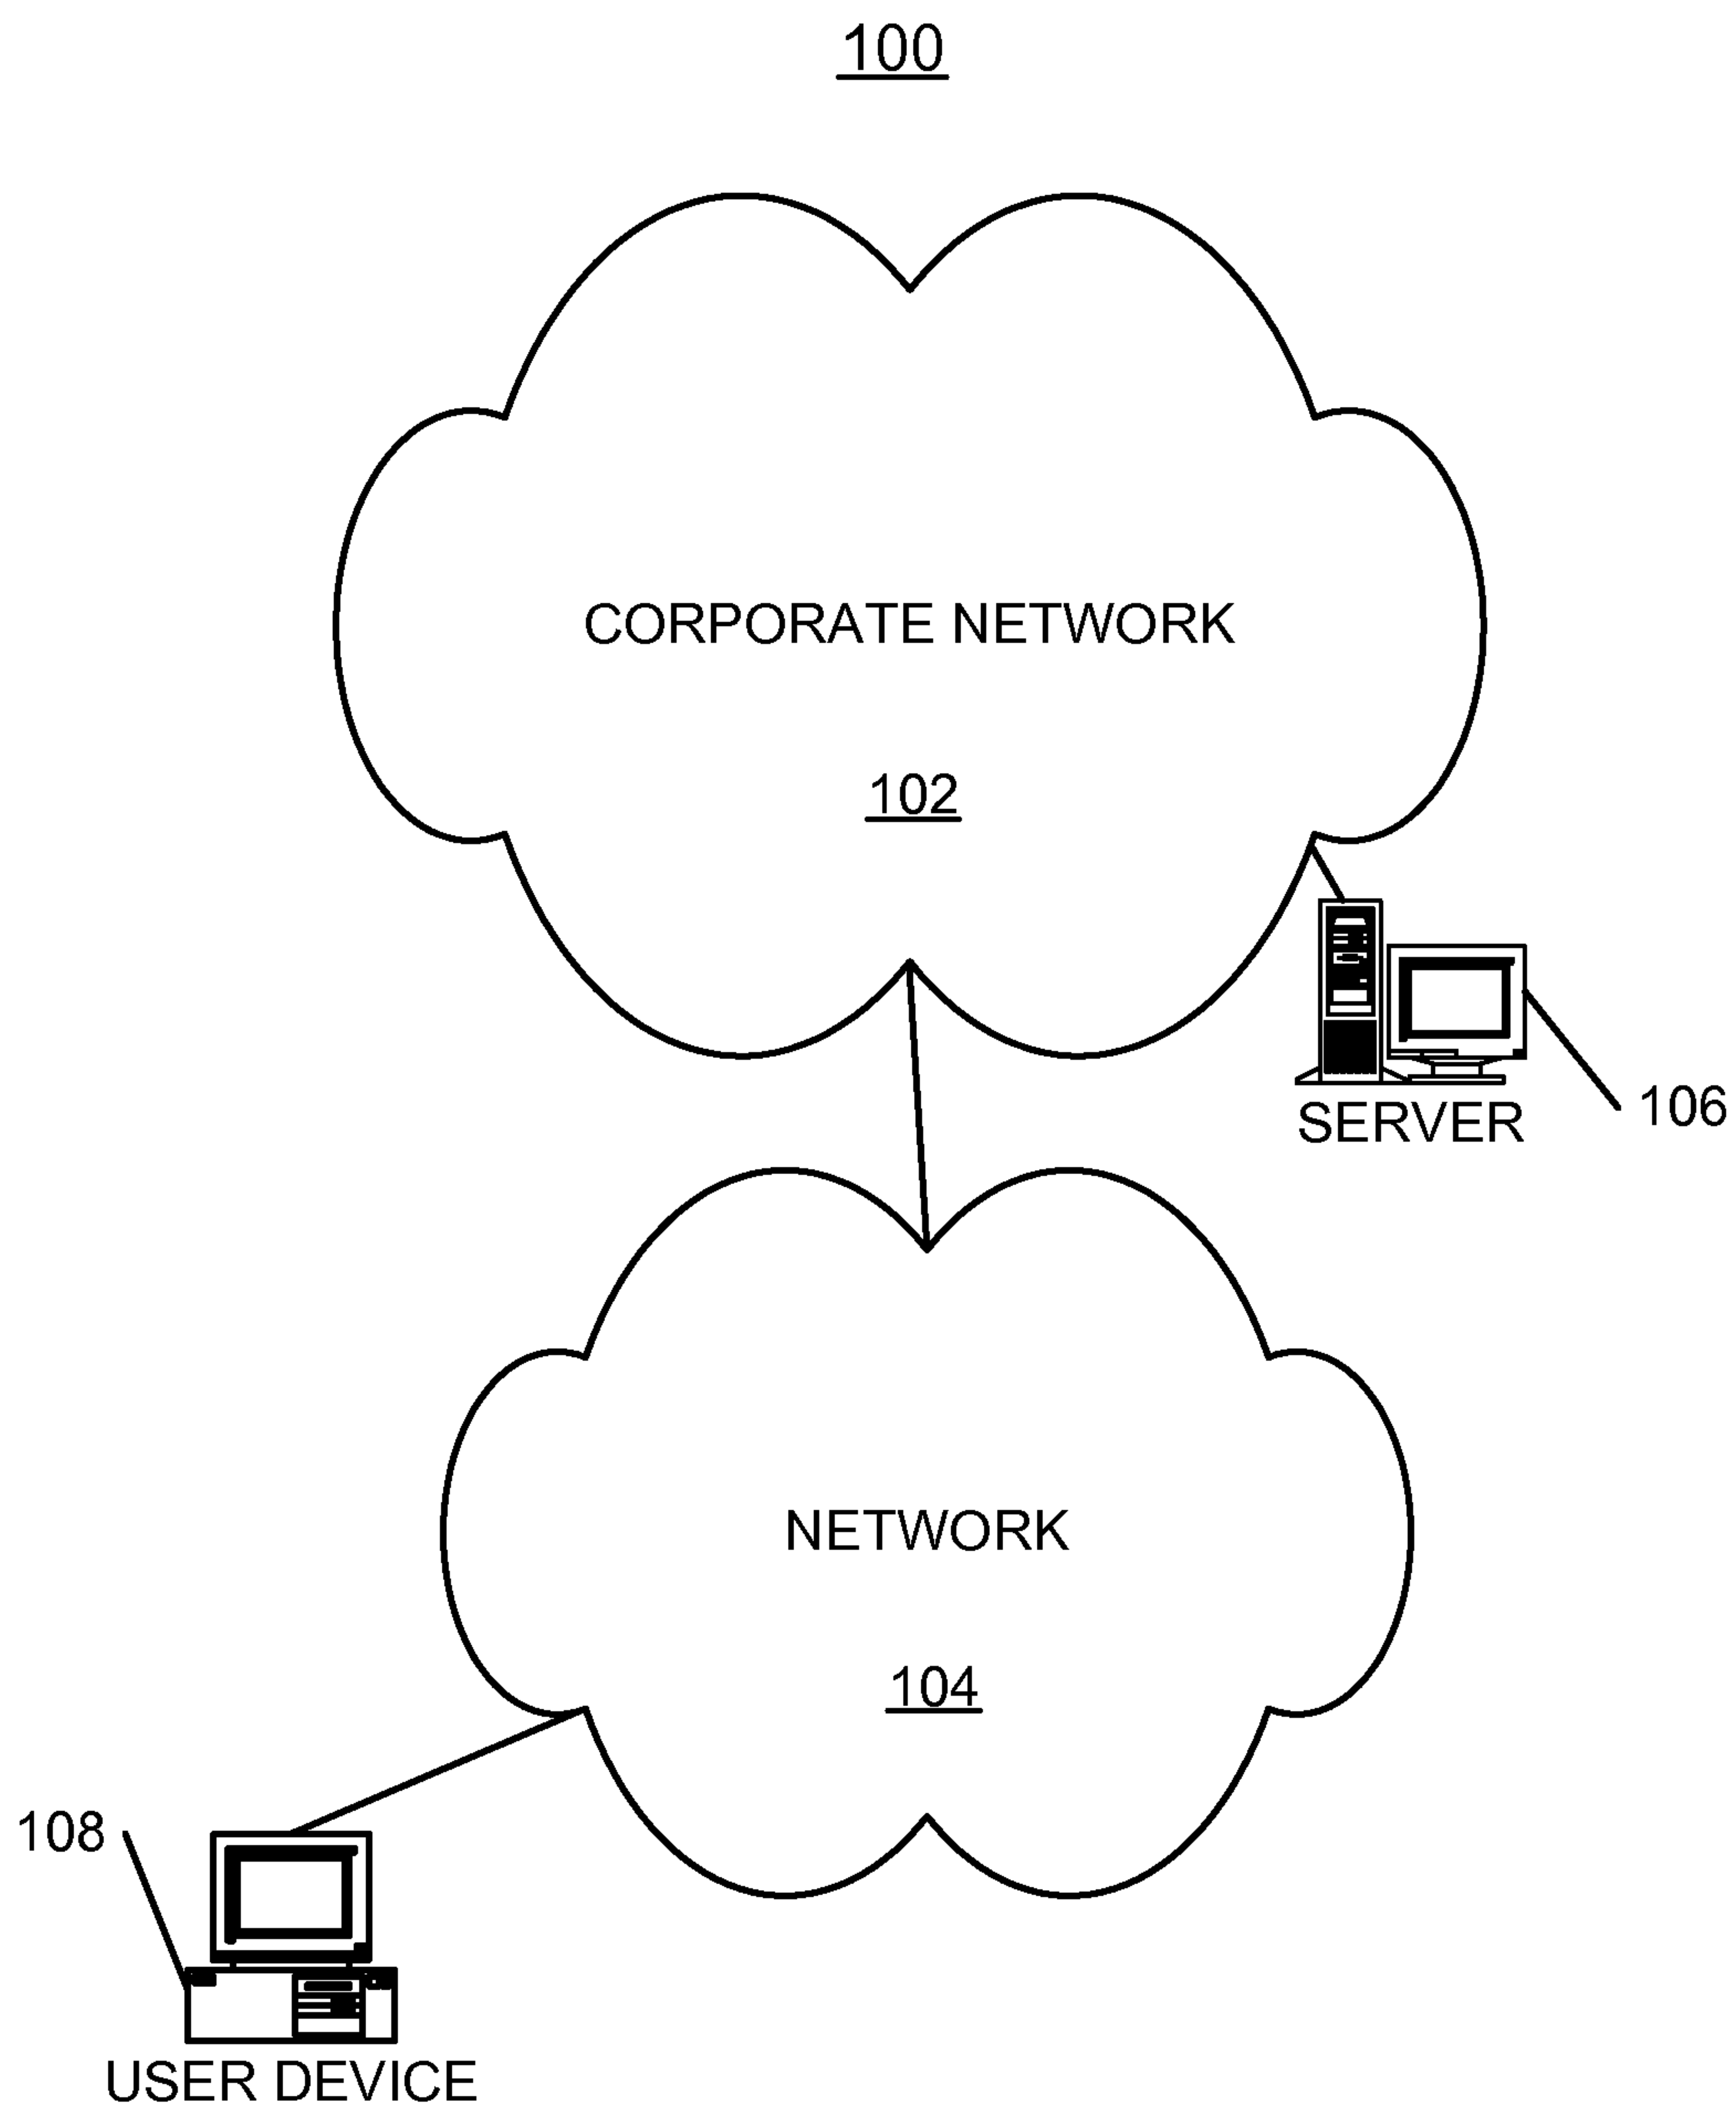 100
CORPORATE NETWORK
102
106
SERVER
NETWORK
104
108
USER DEVICE